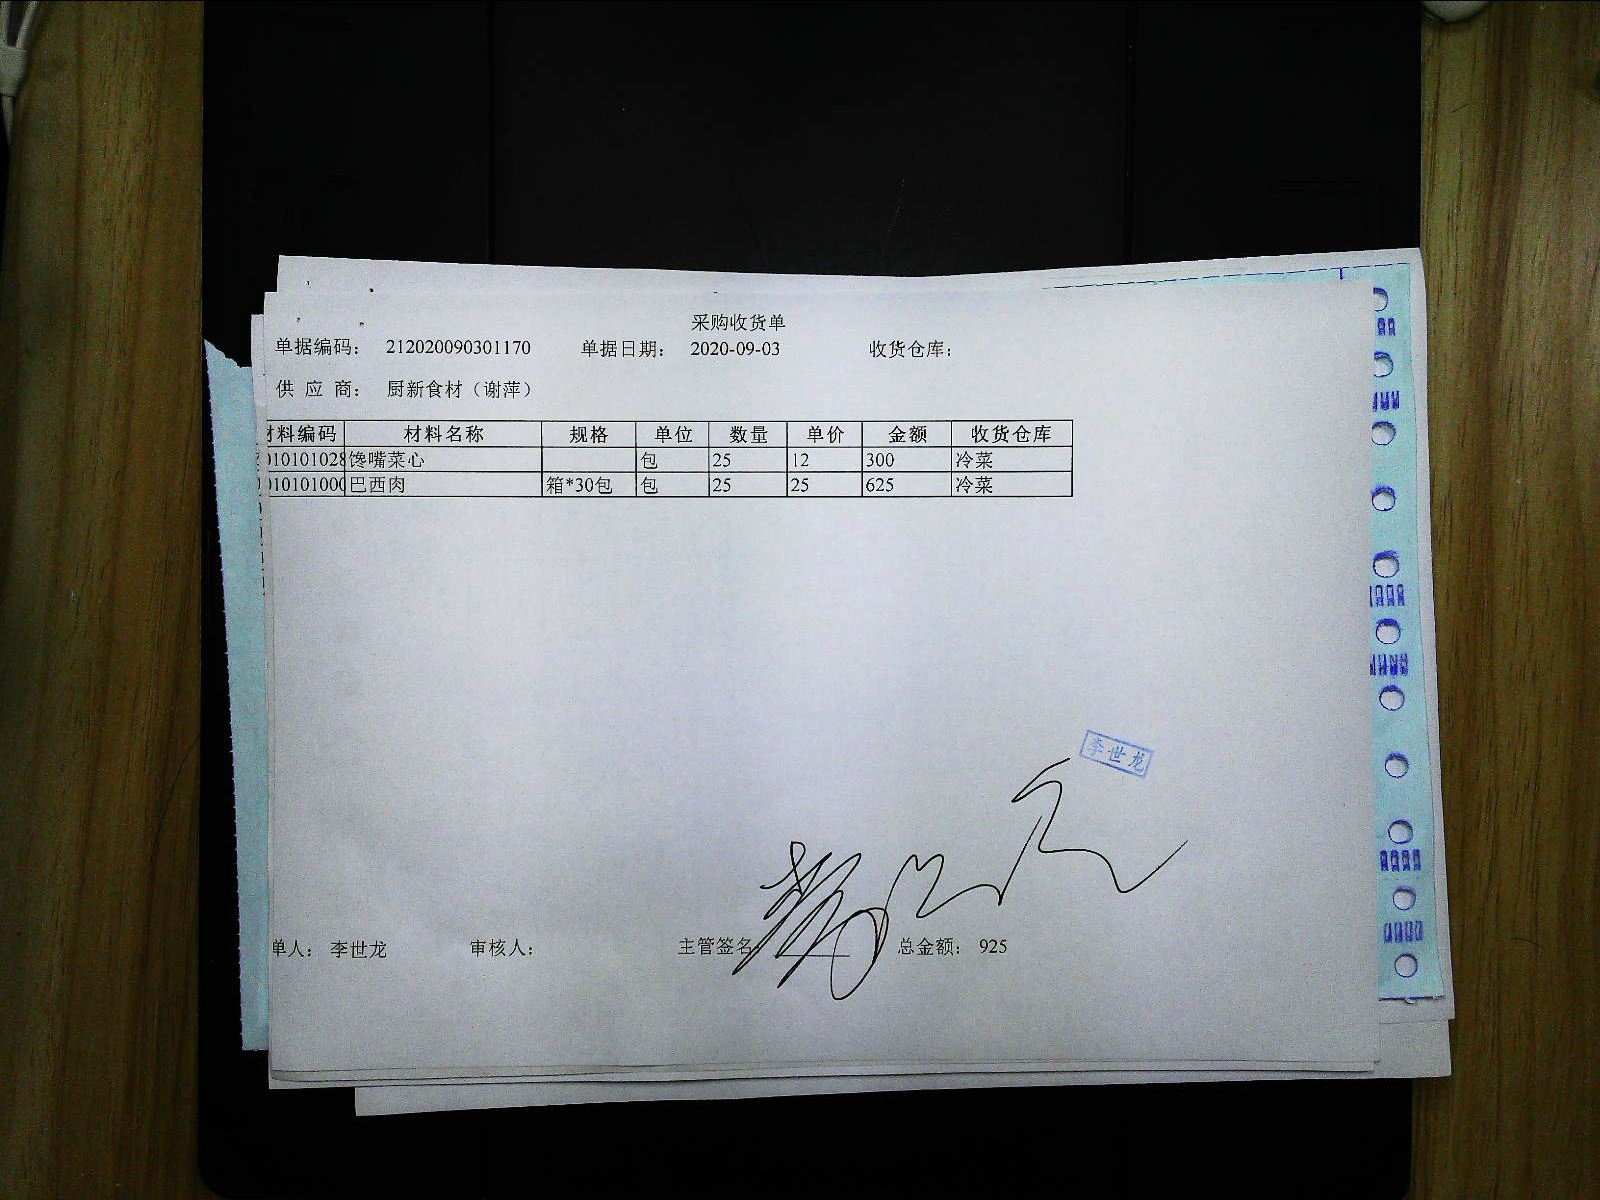 采购收货单
单据编码: 212020090301170 单据日期: 2020-09-03 收货仓库:
供 应 商: 厨新食材(谢萍)
材料编码 材料名称 规格 单位 数量 单价 金额 收货仓库
010101028 馋嘴菜心 包 25 12 300 冷菜
010101000 巴西肉 箱*30包 包 25 25 625 冷菜
李世龙
单人: 李世龙 审核人: 主管签名: 总金额: 925